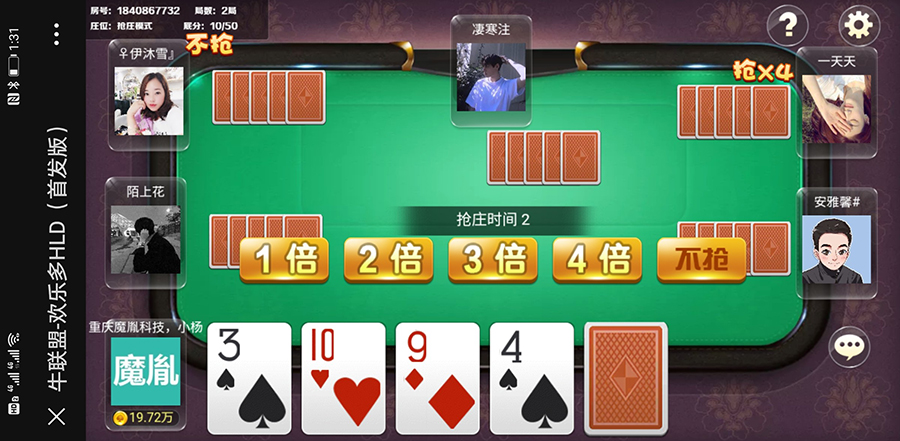 1:31
牛联盟-欢乐多HLD（首发版）
房号：1840867732 局数：2局
庄位：抢庄模式 底分：10/50
不抢
♀伊沐雪』
凄寒注
?
一天天
抢×4
陌上花
安雅馨#
抢庄时间 2
1 倍
2 倍
3 倍
4 倍
不抢
重庆魔胤科技，小杨
魔胤
19.72万
3
10
9
4